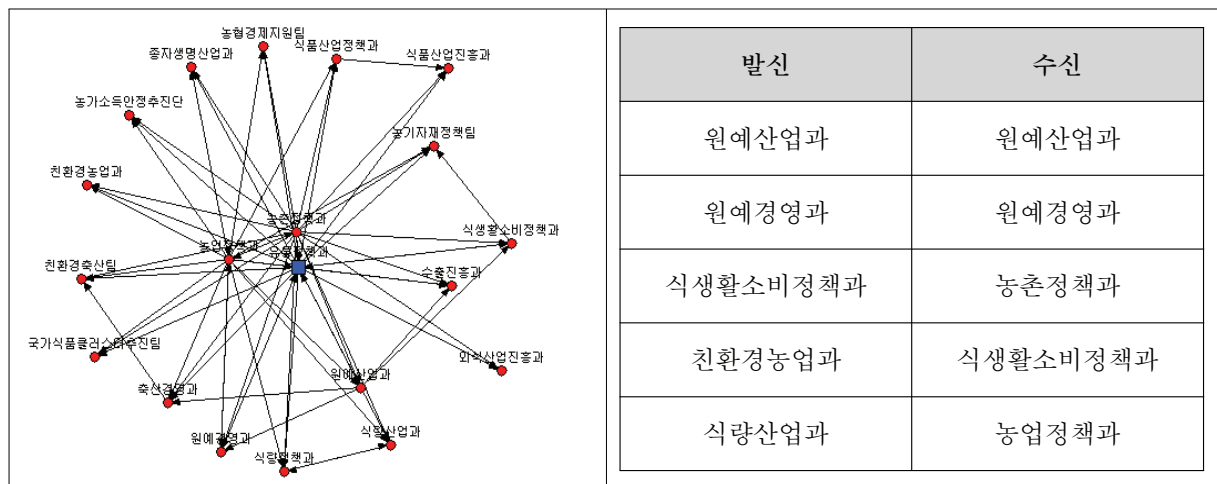 농협경제지원팀
식품산업정책과
종자생명산업과
식품산업진흥과
농가소득안정추진단
농기자재정책팀
친환경농업과
농촌정책과
식생활소비정책과
농업정책과
유통정책과
친환경축산팀
수출진흥과
국가식품클러스터추진팀
외식산업진흥과
원예산업과
축산경영과
원예경영과
식량산업과
식량정책과
발신 수신
원예산업과 원예산업과
원예경영과 원예경영과
식생활소비정책과 농촌정책과
친환경농업과 식생활소비정책과
식량산업과 농업정책과